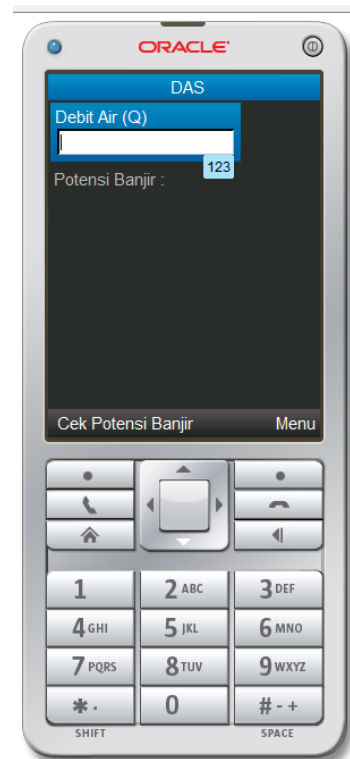 ORACLE
DAS
Debit Air (Q)
123
Potensi Banjir :
Cek Potensi Banjir Menu
1 2 ABC 3 DEF
4 GHI 5 JKL 6 MNO
7 PQRS 8 TUV 9 WXYZ
* . 0 # - +
SHIFT SPACE